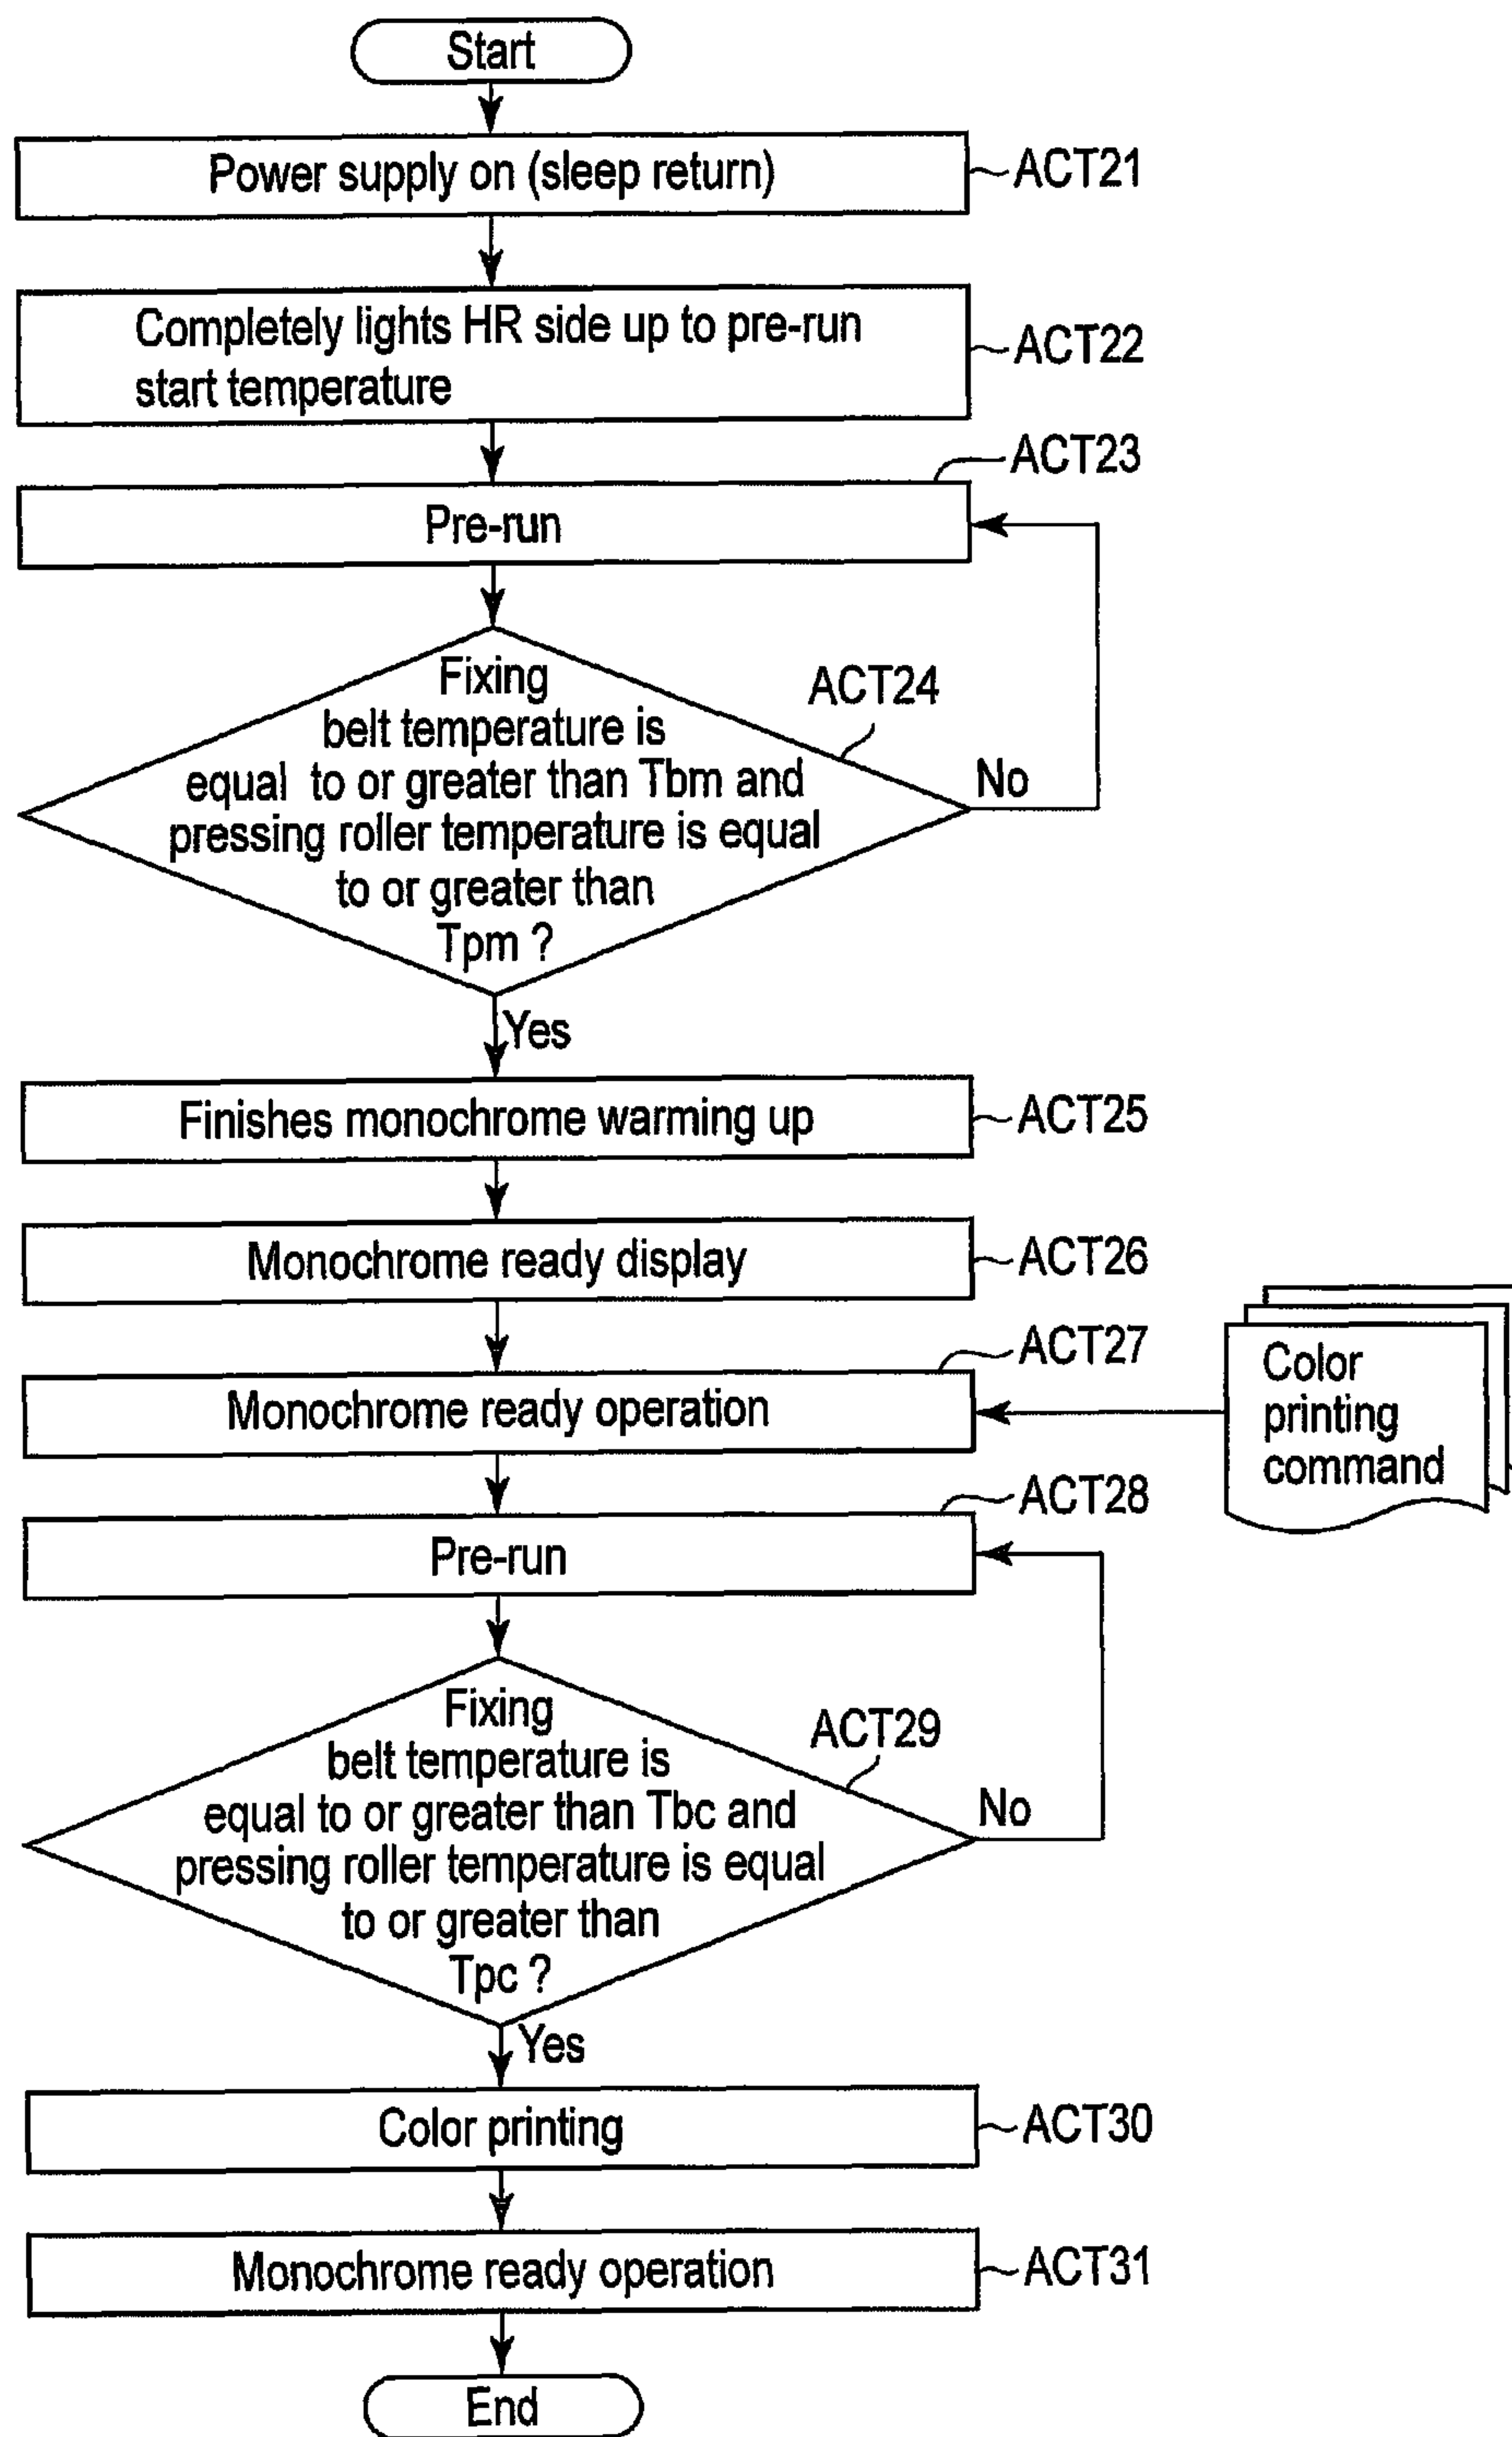 Start
Power supply on (sleep return)
ACT21
Completely lights HR side up to pre-run
start temperature
ACT22
ACT23
Pre-run
Fixing
belt temperature is
equal to or greater than Tbm and
pressing roller temperature is equal
to or greater than
Tpm ?
ACT24
No
Yes
Finishes monochrome warming up
ACT25
Monochrome ready display
ACT26
ACT27
Monochrome ready operation
Color
printing
command
ACT28
Pre-run
Fixing
belt temperature is
equal to or greater than Tbc and
pressing roller temperature is equal
to or greater than
Tpc ?
ACT29
No
Yes
Color printing
ACT30
Monochrome ready operation
ACT31
End